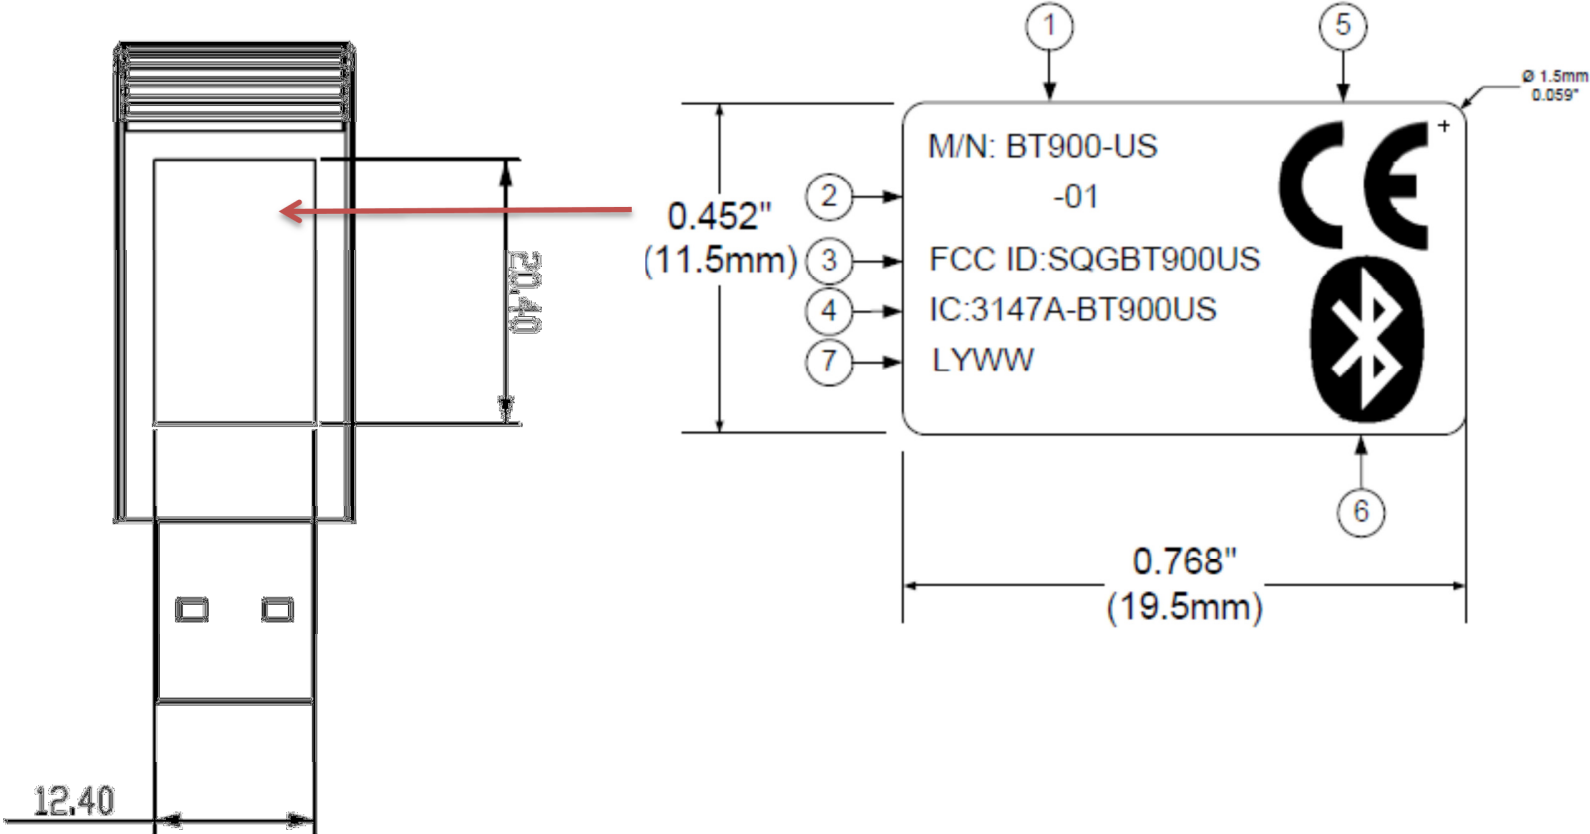 20.40
12.40
1
5
Ø 1.5mm
0.059"
M/N: BT900-US
2
-01
0.452"
(11.5mm)
3
FCC ID:SQGBT900US
4
IC:3147A-BT900US
7
LYWW
CE
+
6
0.768"
(19.5mm)